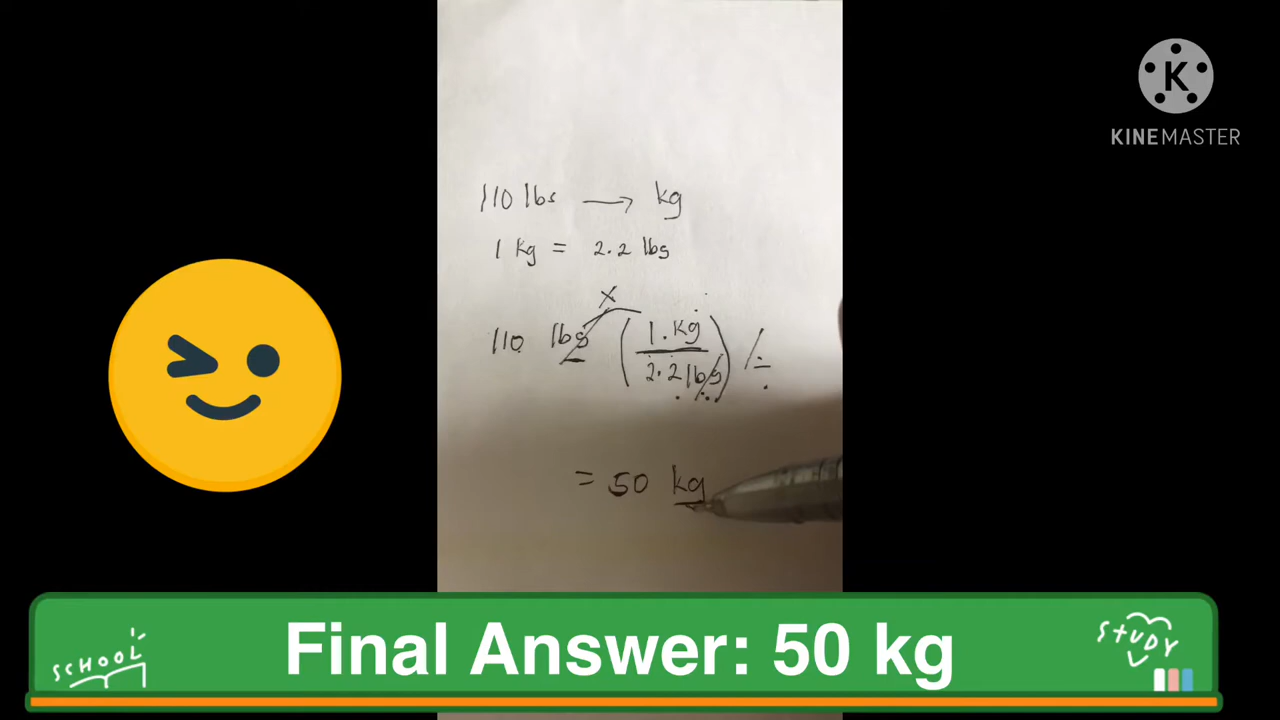 KINEMASTER
110 lbs → kg
1 kg = 2.2 lbs
x
110 lbs (1. kg / 2.2 lbs) ÷
= 50 kg
SCHOOL
Final Answer: 50 kg
STUDY